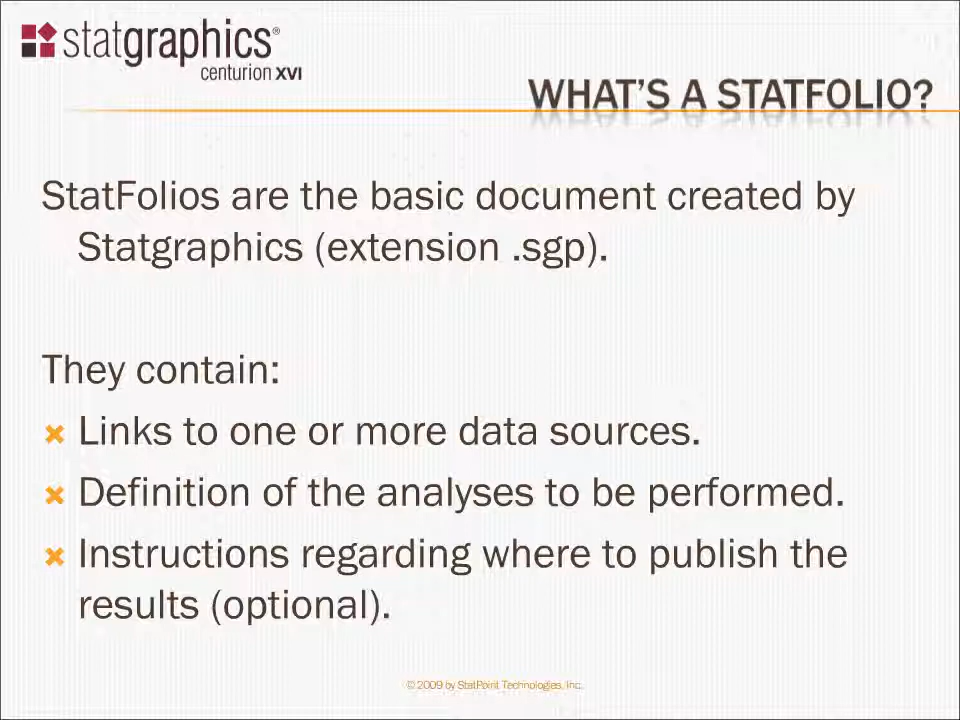 statgraphics®
centurion XVI
WHAT'S A STATFOLIO?
StatFolios are the basic document created by
Statgraphics (extension .sgp).
They contain:
Links to one or more data sources.
Definition of the analyses to be performed.
Instructions regarding where to publish the
results (optional).
© 2009 by StatPoint Technologies, Inc.